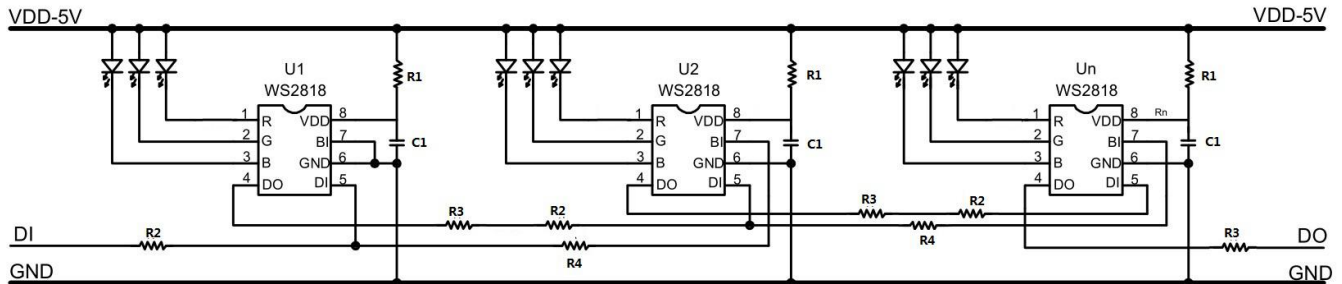 VDD-5V VDD-5V
U1 U2 Un
R1 R1 R1
WS2818 WS2818 WS2818
1 R VDD 8 1 R VDD 8 1 R VDD 8 Rn
2 G BI 7 2 G BI 7 2 G BI 7
C1 C1 C1
3 B GND 6 3 B GND 6 3 B GND 6
4 DO DI 5 4 DO DI 5 4 DO DI 5
R3 R2 R3 R2
DI R2 R4 R4 R3 DO
GND GND